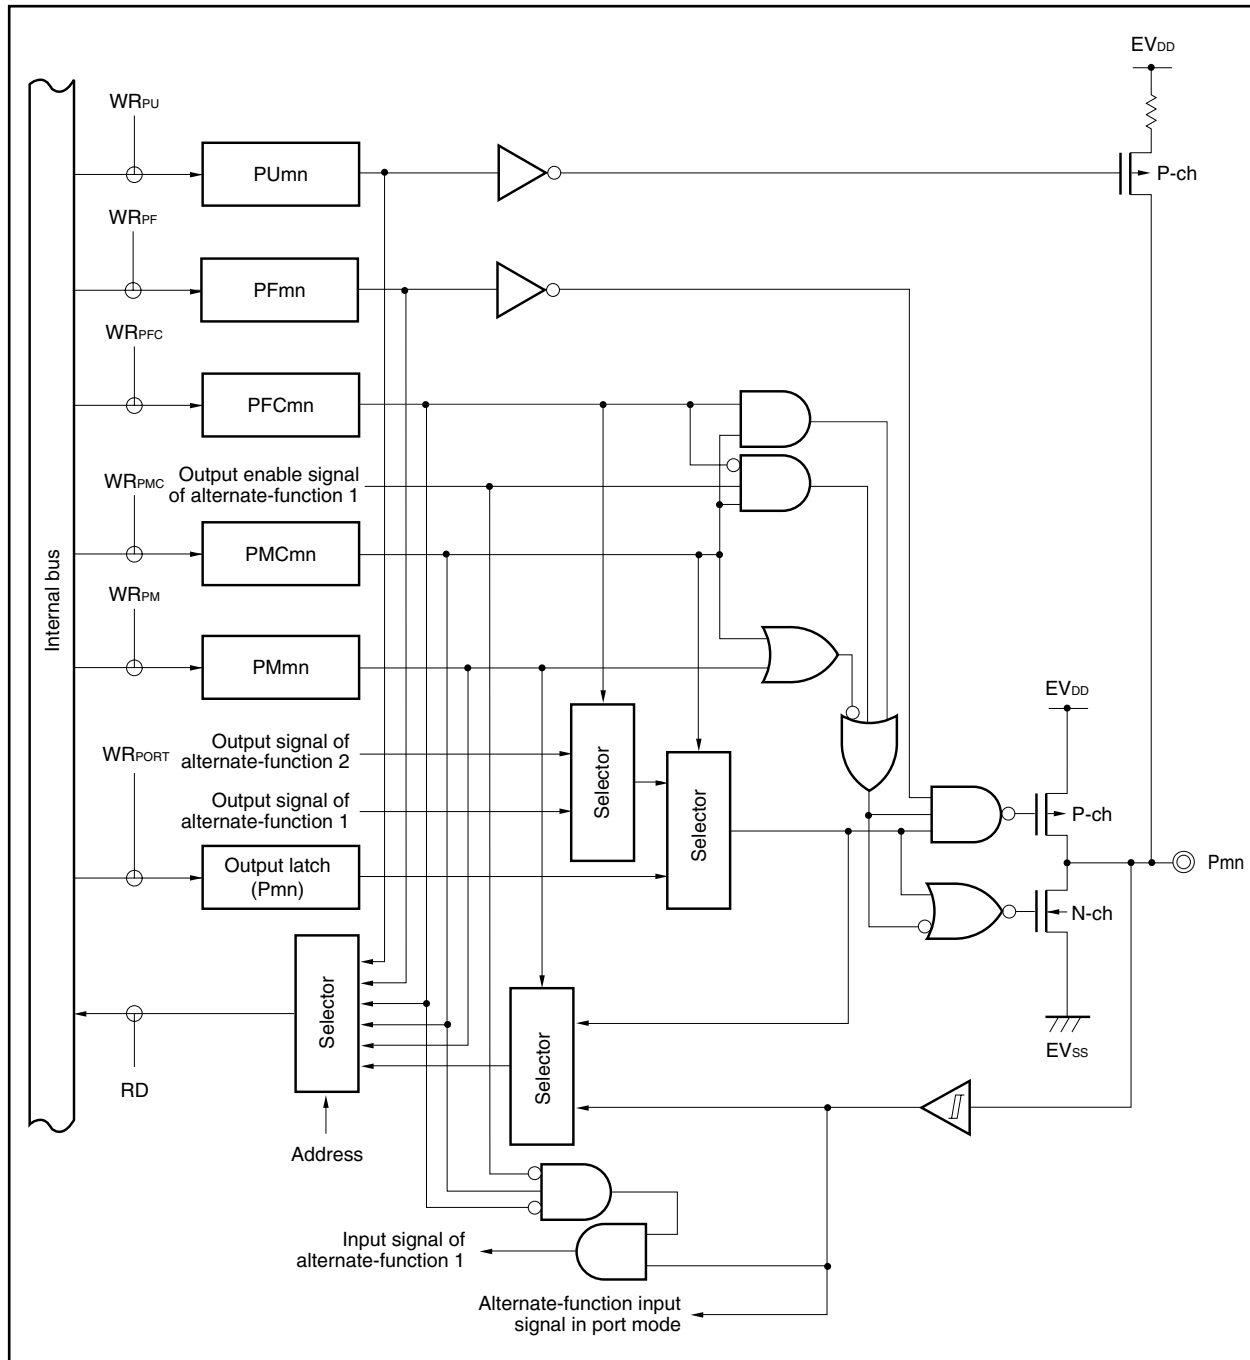 EVDD
WRPU
PUmn
P-ch
WRPF
PFmn
WRPFC
PFCmn
WRPMC
Output enable signal
of alternate-function 1
PMCmn
Internal bus
WRPM
PMmn
EVDD
WRPORT
Output signal of
alternate-function 2
Selector
Output signal of
alternate-function 1
Selector
P-ch
Output latch
(Pmn)
Pmn
N-ch
Selector
RD
Selector
EVSS
Address
Input signal of
alternate-function 1
Alternate-function input
signal in port mode